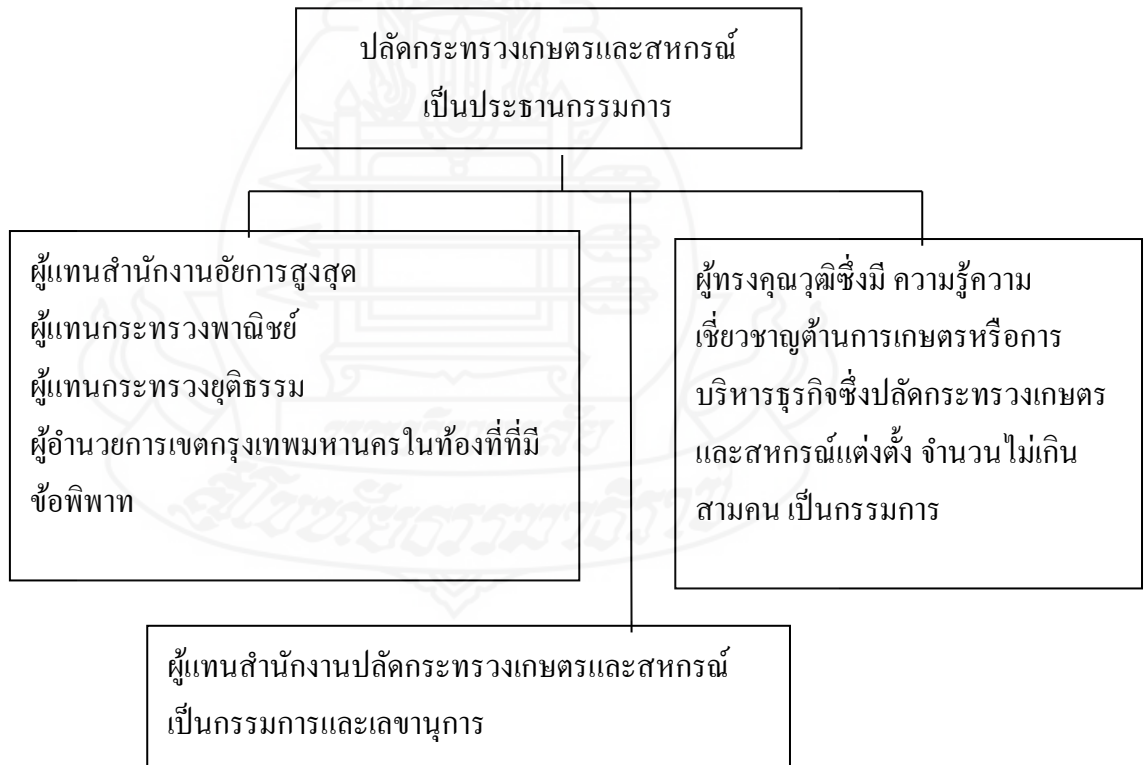 ปลัดกระทรวงเกษตรและสหกรณ์
เป็นประธานกรรมการ
ผู้แทนสำนักงานอัยการสูงสุด
ผู้แทนกระทรวงพาณิชย์
ผู้แทนกระทรวงยุติธรรม
ผู้อำนวยการเขตกรุงเทพมหานครในท้องที่ที่มี
ข้อพิพาท
ผู้ทรงคุณวุฒิซึ่งมี ความรู้ความ
เชี่ยวชาญด้านการเกษตรหรือการ
บริหารธุรกิจซึ่งปลัดกระทรวงเกษตร
และสหกรณ์แต่งตั้ง จำนวนไม่เกิน
สามคน เป็นกรรมการ
ผู้แทนสำนักงานปลัดกระทรวงเกษตรและสหกรณ์
เป็นกรรมการและเลขานุการ